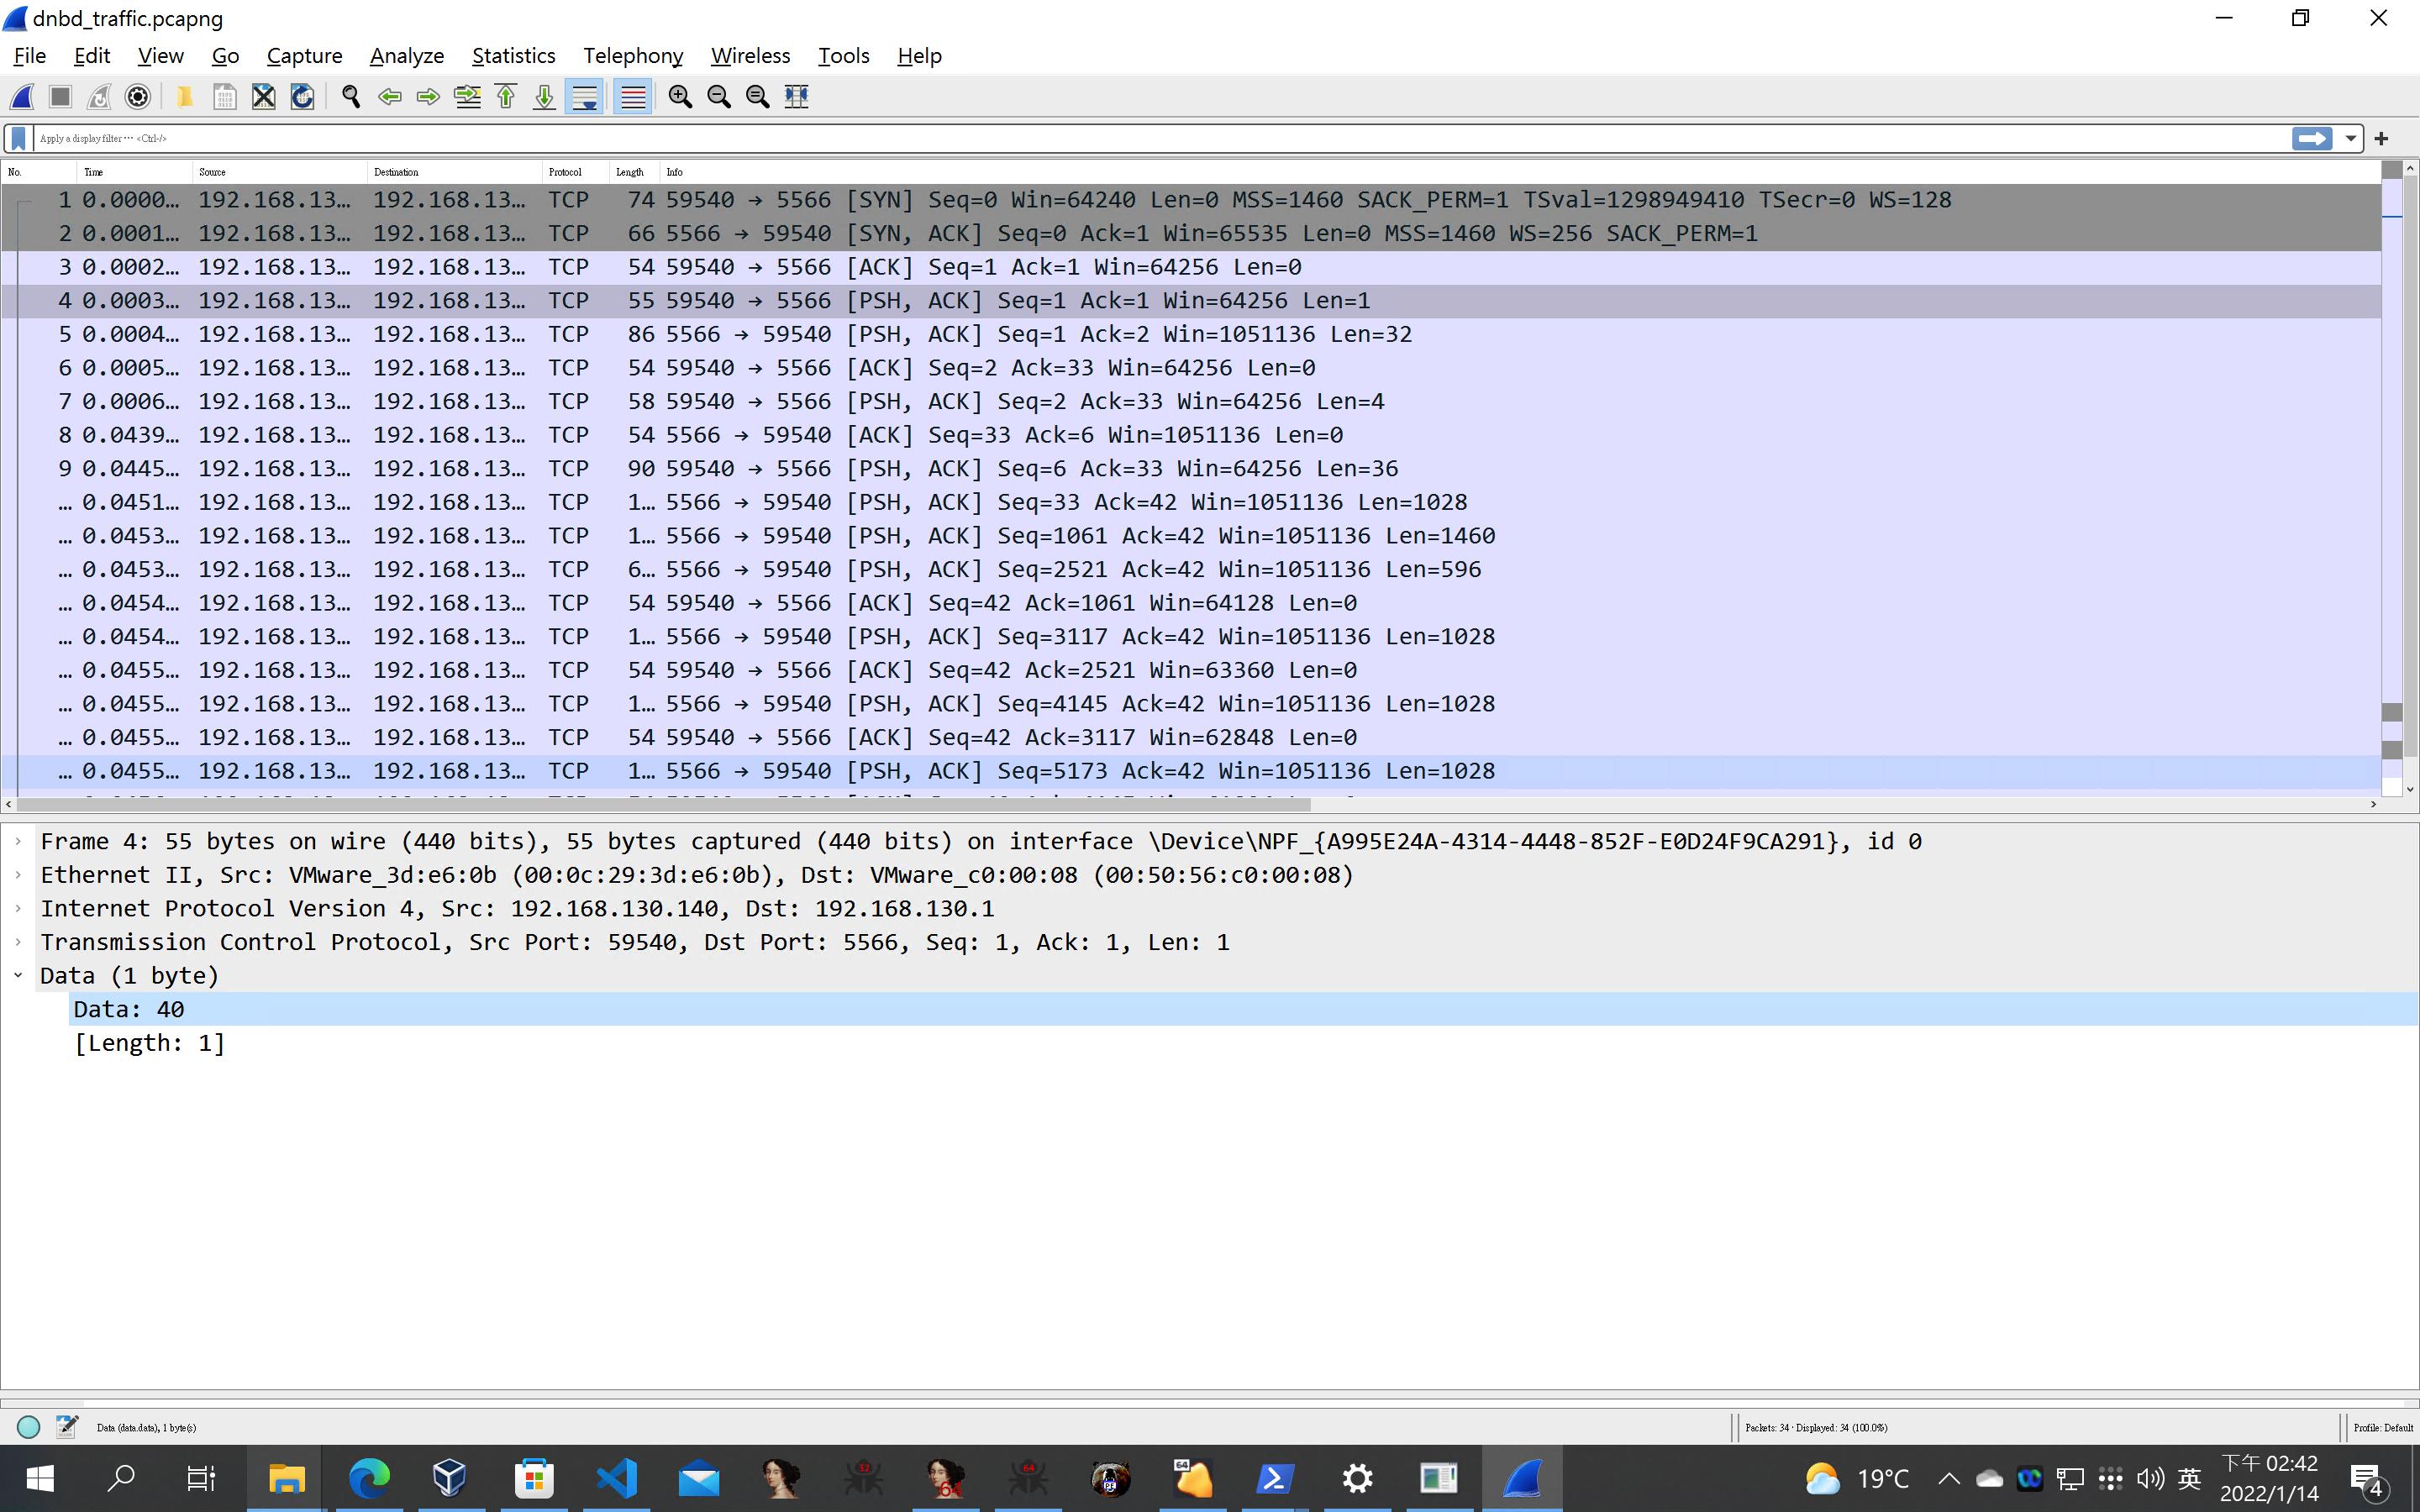 dnbd_traffic.pcapng
File Edit View Go Capture Analyze Statistics Telephony Wireless Tools Help
Apply a display filter ⋯ <Ctrl-/>
No. Time Source Destination Protocol Length Info
1 0.0000… 192.168.13… 192.168.13… TCP 74 59540 → 5566 [SYN] Seq=0 Win=64240 Len=0 MSS=1460 SACK_PERM=1 TSval=1298949410 TSecr=0 WS=128
2 0.0001… 192.168.13… 192.168.13… TCP 66 5566 → 59540 [SYN, ACK] Seq=0 Ack=1 Win=65535 Len=0 MSS=1460 WS=256 SACK_PERM=1
3 0.0002… 192.168.13… 192.168.13… TCP 54 59540 → 5566 [ACK] Seq=1 Ack=1 Win=64256 Len=0
4 0.0003… 192.168.13… 192.168.13… TCP 55 59540 → 5566 [PSH, ACK] Seq=1 Ack=1 Win=64256 Len=1
5 0.0004… 192.168.13… 192.168.13… TCP 86 5566 → 59540 [PSH, ACK] Seq=1 Ack=2 Win=1051136 Len=32
6 0.0005… 192.168.13… 192.168.13… TCP 54 59540 → 5566 [ACK] Seq=2 Ack=33 Win=64256 Len=0
7 0.0006… 192.168.13… 192.168.13… TCP 58 59540 → 5566 [PSH, ACK] Seq=2 Ack=33 Win=64256 Len=4
8 0.0439… 192.168.13… 192.168.13… TCP 54 5566 → 59540 [ACK] Seq=33 Ack=6 Win=1051136 Len=0
9 0.0445… 192.168.13… 192.168.13… TCP 90 59540 → 5566 [PSH, ACK] Seq=6 Ack=33 Win=64256 Len=36
… 0.0451… 192.168.13… 192.168.13… TCP 1… 5566 → 59540 [PSH, ACK] Seq=33 Ack=42 Win=1051136 Len=1028
… 0.0453… 192.168.13… 192.168.13… TCP 1… 5566 → 59540 [PSH, ACK] Seq=1061 Ack=42 Win=1051136 Len=1460
… 0.0453… 192.168.13… 192.168.13… TCP 6… 5566 → 59540 [PSH, ACK] Seq=2521 Ack=42 Win=1051136 Len=596
… 0.0454… 192.168.13… 192.168.13… TCP 54 59540 → 5566 [ACK] Seq=42 Ack=1061 Win=64128 Len=0
… 0.0454… 192.168.13… 192.168.13… TCP 1… 5566 → 59540 [PSH, ACK] Seq=3117 Ack=42 Win=1051136 Len=1028
… 0.0455… 192.168.13… 192.168.13… TCP 54 59540 → 5566 [ACK] Seq=42 Ack=2521 Win=63360 Len=0
… 0.0455… 192.168.13… 192.168.13… TCP 1… 5566 → 59540 [PSH, ACK] Seq=4145 Ack=42 Win=1051136 Len=1028
… 0.0455… 192.168.13… 192.168.13… TCP 54 59540 → 5566 [ACK] Seq=42 Ack=3117 Win=62848 Len=0
… 0.0455… 192.168.13… 192.168.13… TCP 1… 5566 → 59540 [PSH, ACK] Seq=5173 Ack=42 Win=1051136 Len=1028
Frame 4: 55 bytes on wire (440 bits), 55 bytes captured (440 bits) on interface \Device\NPF_{A995E24A-4314-4448-852F-E0D24F9CA291}, id 0
Ethernet II, Src: VMware_3d:e6:0b (00:0c:29:3d:e6:0b), Dst: VMware_c0:00:08 (00:50:56:c0:00:08)
Internet Protocol Version 4, Src: 192.168.130.140, Dst: 192.168.130.1
Transmission Control Protocol, Src Port: 59540, Dst Port: 5566, Seq: 1, Ack: 1, Len: 1
Data (1 byte)
Data: 40
[Length: 1]
Data (data.data), 1 byte(s)
Packets: 34 · Displayed: 34 (100.0%)
Profile: Default
32 64 64 PE 64
19°C 英 下午 02:42
2022/1/14
4